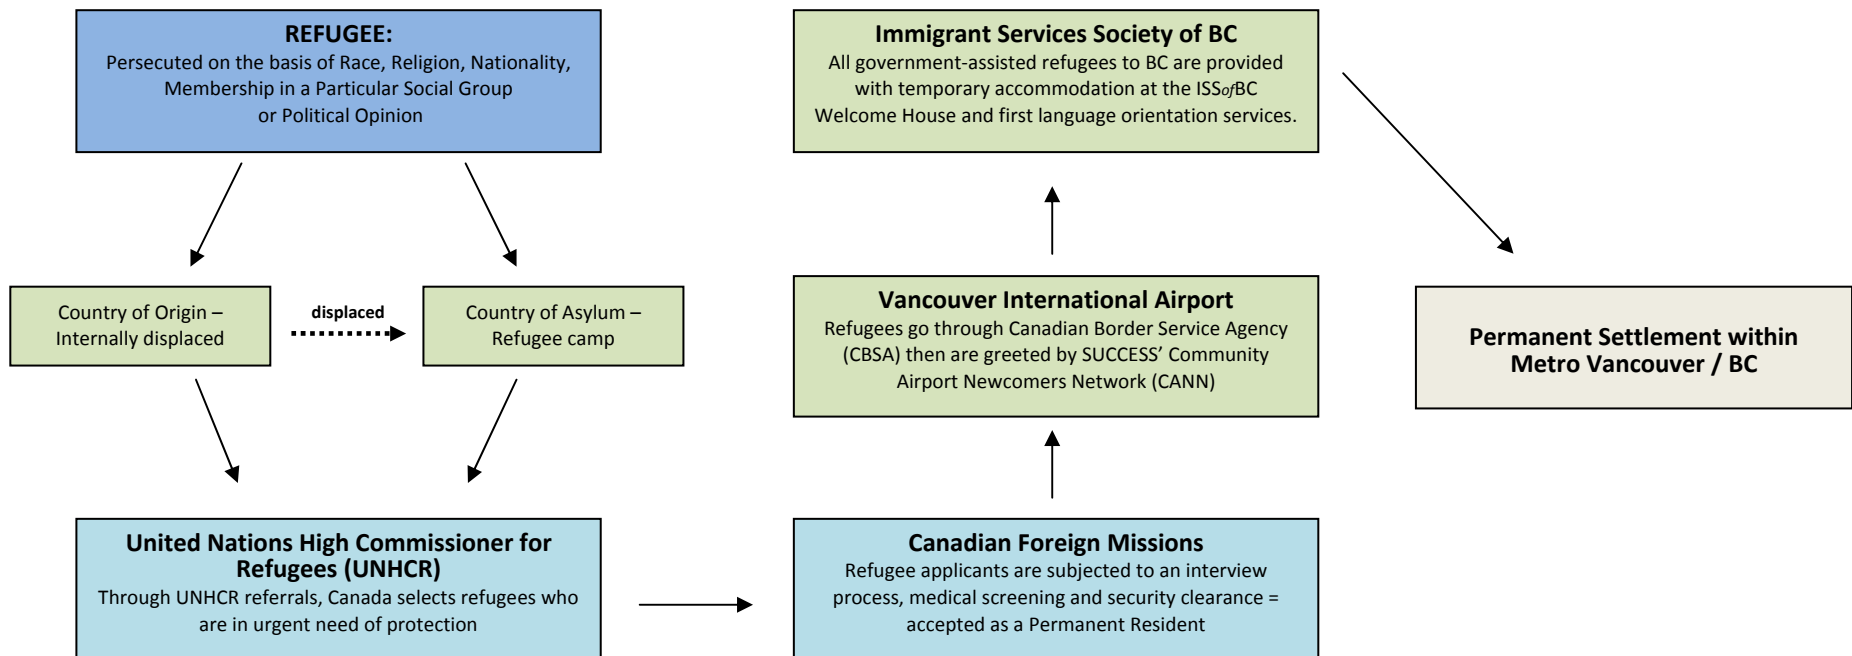 REFUGEE:
Persecuted on the basis of Race, Religion, Nationality,
Membership in a Particular Social Group
or Political Opinion
Country of Origin –
Internally displaced
displaced
Country of Asylum –
Refugee camp
United Nations High Commissioner for
Refugees (UNHCR)
Through UNHCR referrals, Canada selects refugees who
are in urgent need of protection
Canadian Foreign Missions
Refugee applicants are subjected to an interview
process, medical screening and security clearance =
accepted as a Permanent Resident
Vancouver International Airport
Refugees go through Canadian Border Service Agency
(CBSA) then are greeted by SUCCESS’ Community
Airport Newcomers Network (CANN)
Immigrant Services Society of BC
All government-assisted refugees to BC are provided
with temporary accommodation at the ISSofBC
Welcome House and first language orientation services.
Permanent Settlement within
Metro Vancouver / BC